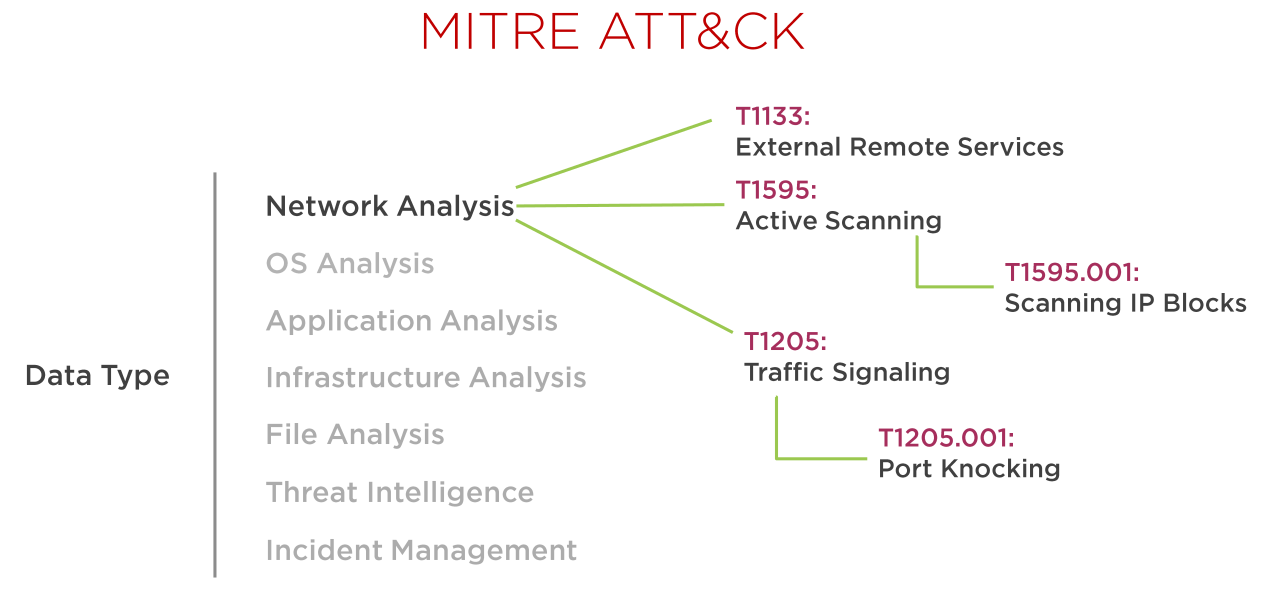 MITRE ATT&CK
T1133:
External Remote Services
T1595:
Active Scanning
T1595.001:
Scanning IP Blocks
T1205:
Traffic Signaling
T1205.001:
Port Knocking
Data Type
Network Analysis
OS Analysis
Application Analysis
Infrastructure Analysis
File Analysis
Threat Intelligence
Incident Management